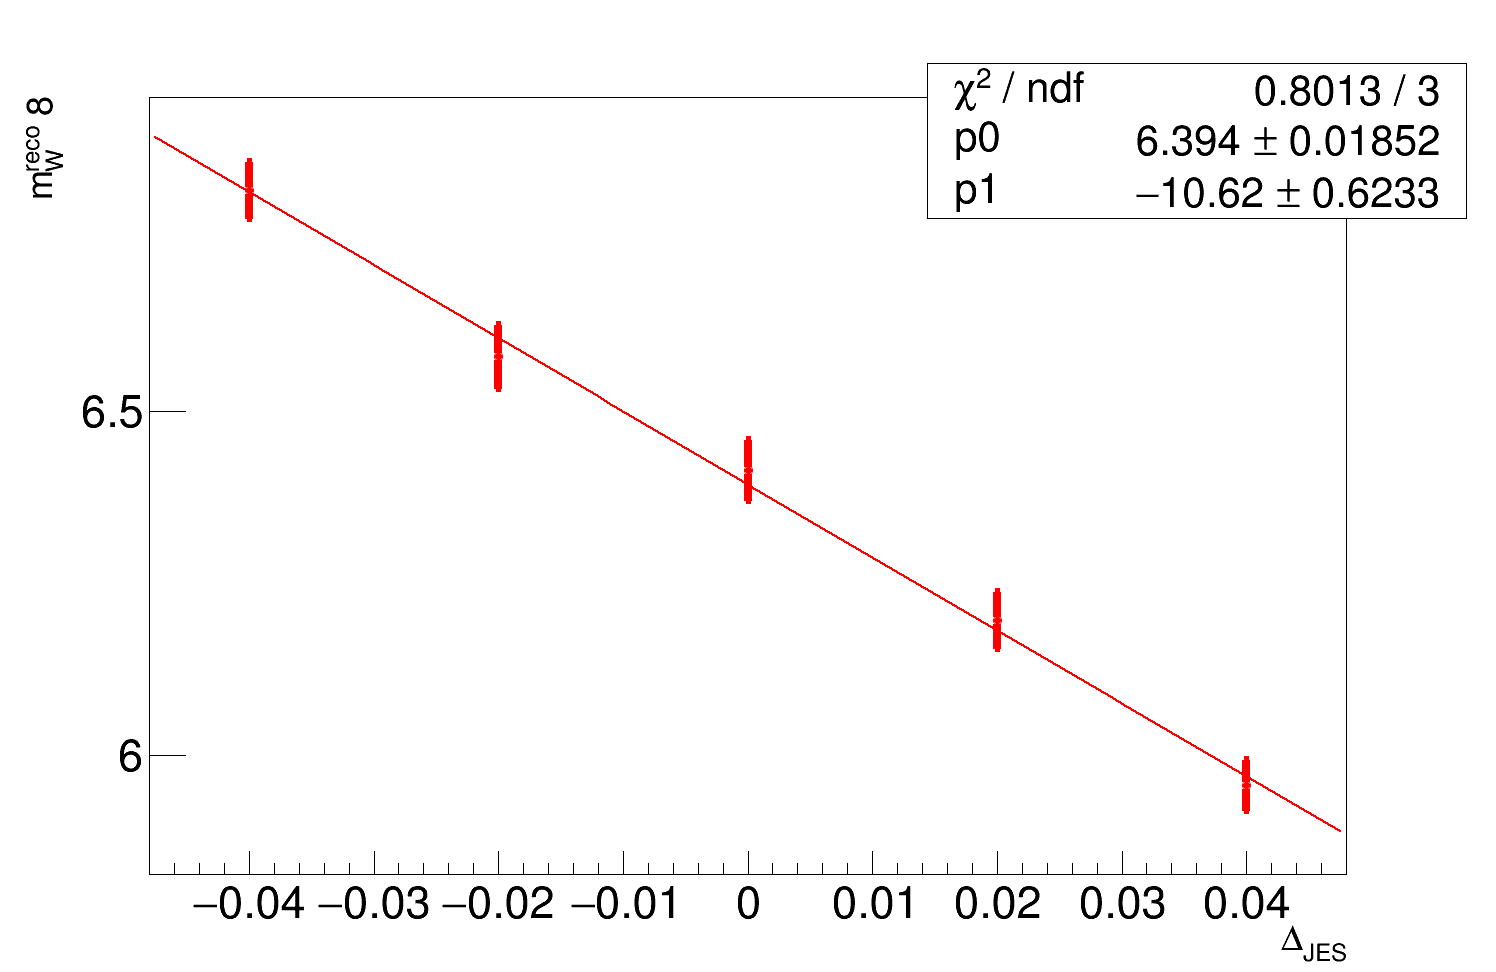 m_W^reco 8
χ² / ndf 0.8013 / 3
p0 6.394 ± 0.01852
p1 −10.62 ± 0.6233
6.5
6
−0.04 −0.03 −0.02 −0.01 0 0.01 0.02 0.03 0.04
Δ_JES